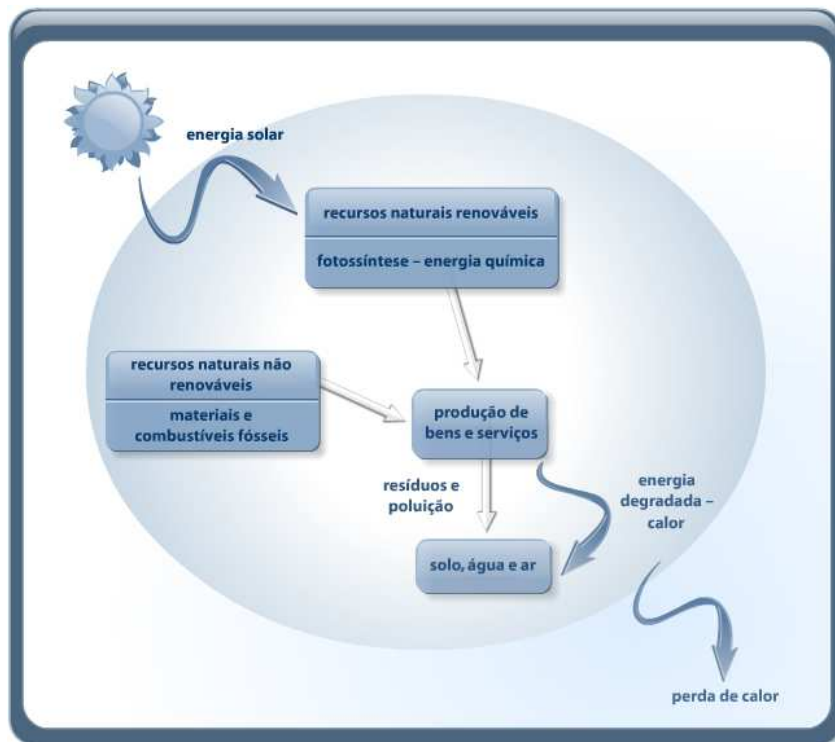 energia solar
recursos naturais renováveis
fotossíntese – energia química
recursos naturais não
renováveis
materiais e
combustíveis fósseis
produção de
bens e serviços
resíduos e
poluição
energia
degradada –
calor
solo, água e ar
perda de calor